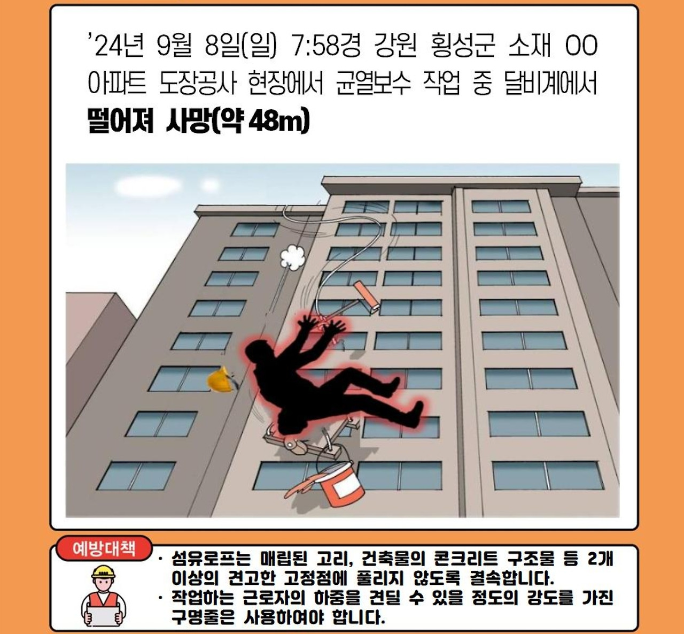 ’24년 9월 8일(일) 7:58경 강원 횡성군 소재 OO
아파트 도장공사 현장에서 균열보수 작업 중 달비계에서
떨어져 사망(약 48m)
예방대책
· 섬유로프는 매립된 고리, 건축물의 콘크리트 구조물 등 2개
이상의 견고한 고정점에 풀리지 않도록 결속합니다.
· 작업하는 근로자의 하중을 견딜 수 있을 정도의 강도를 가진
구명줄은 사용하여야 합니다.